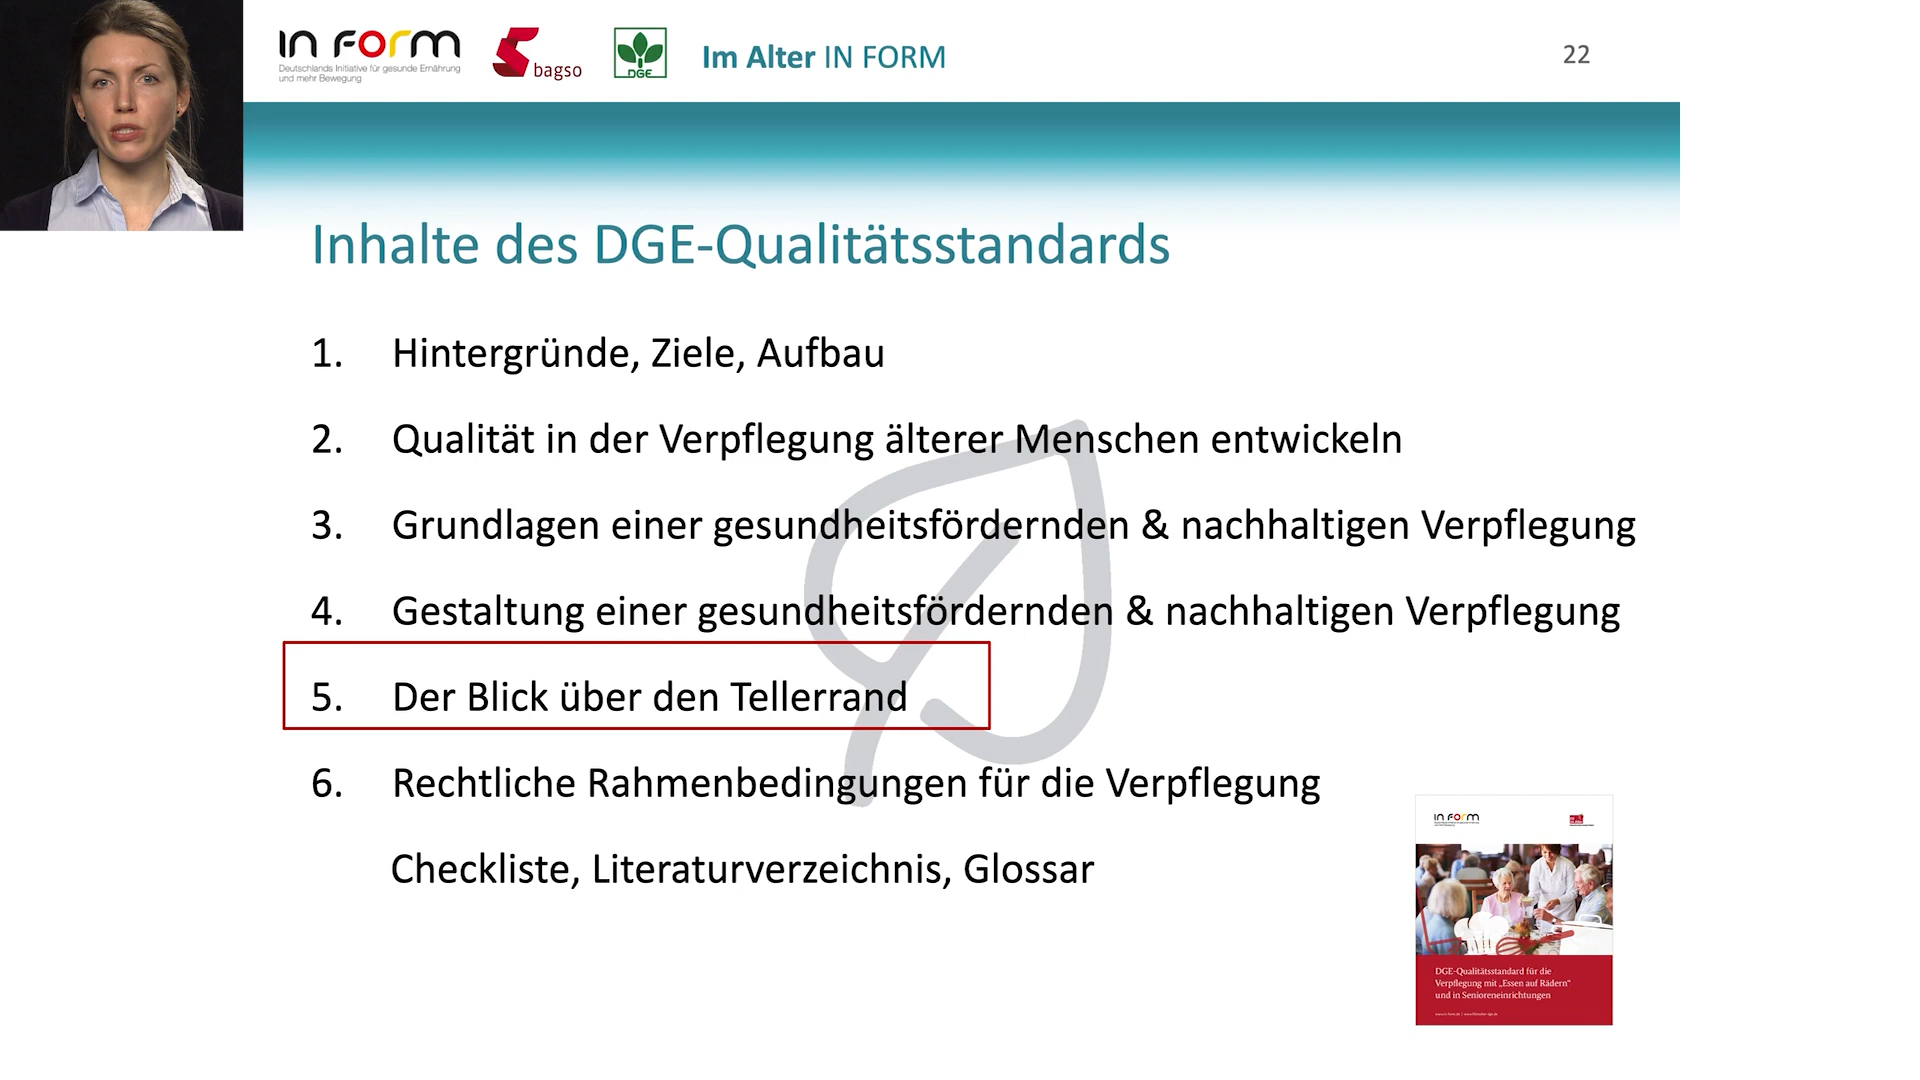 IN FORM
Deutschlands Initiative für gesunde Ernährung
und mehr Bewegung
bagso
DGE
Im Alter IN FORM
22
Inhalte des DGE-Qualitätsstandards
1. Hintergründe, Ziele, Aufbau
2. Qualität in der Verpflegung älterer Menschen entwickeln
3. Grundlagen einer gesundheitsfördernden & nachhaltigen Verpflegung
4. Gestaltung einer gesundheitsfördernden & nachhaltigen Verpflegung
5. Der Blick über den Tellerrand
6. Rechtliche Rahmenbedingungen für die Verpflegung
Checkliste, Literaturverzeichnis, Glossar
IN FORM
DGE-Qualitätsstandard für die
Verpflegung mit „Essen auf Rädern“
und in Senioreneinrichtungen